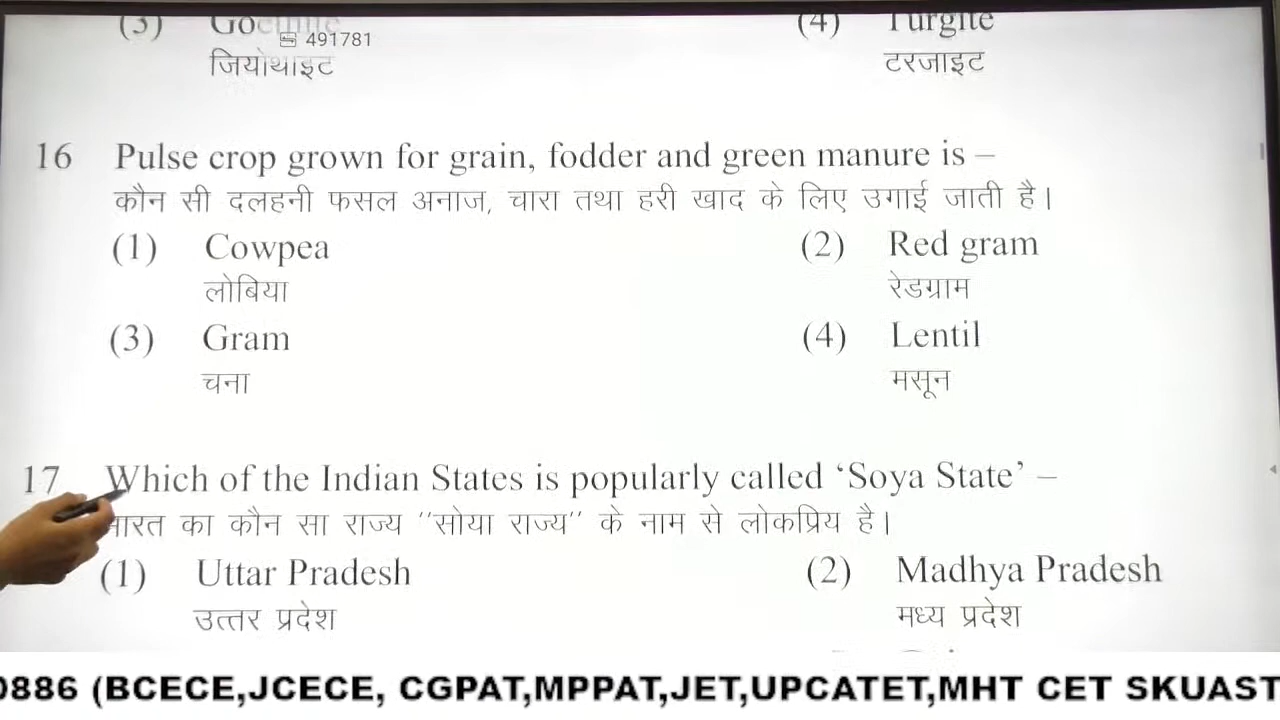 (3) Goethite (4) Turgite
491781
जियोथाइट टरजाइट
16 Pulse crop grown for grain, fodder and green manure is –
कौन सी दलहनी फसल अनाज, चारा तथा हरी खाद के लिए उगाई जाती है।
(1) Cowpea (2) Red gram
लोबिया रेडग्राम
(3) Gram (4) Lentil
चना मसून
17 Which of the Indian States is popularly called ‘Soya State’ –
भारत का कौन सा राज्य "सोया राज्य" के नाम से लोकप्रिय है।
(1) Uttar Pradesh (2) Madhya Pradesh
उत्तर प्रदेश मध्य प्रदेश
0886 (BCECE,JCECE, CGPAT,MPPAT,JET,UPCATET,MHT CET SKUAST